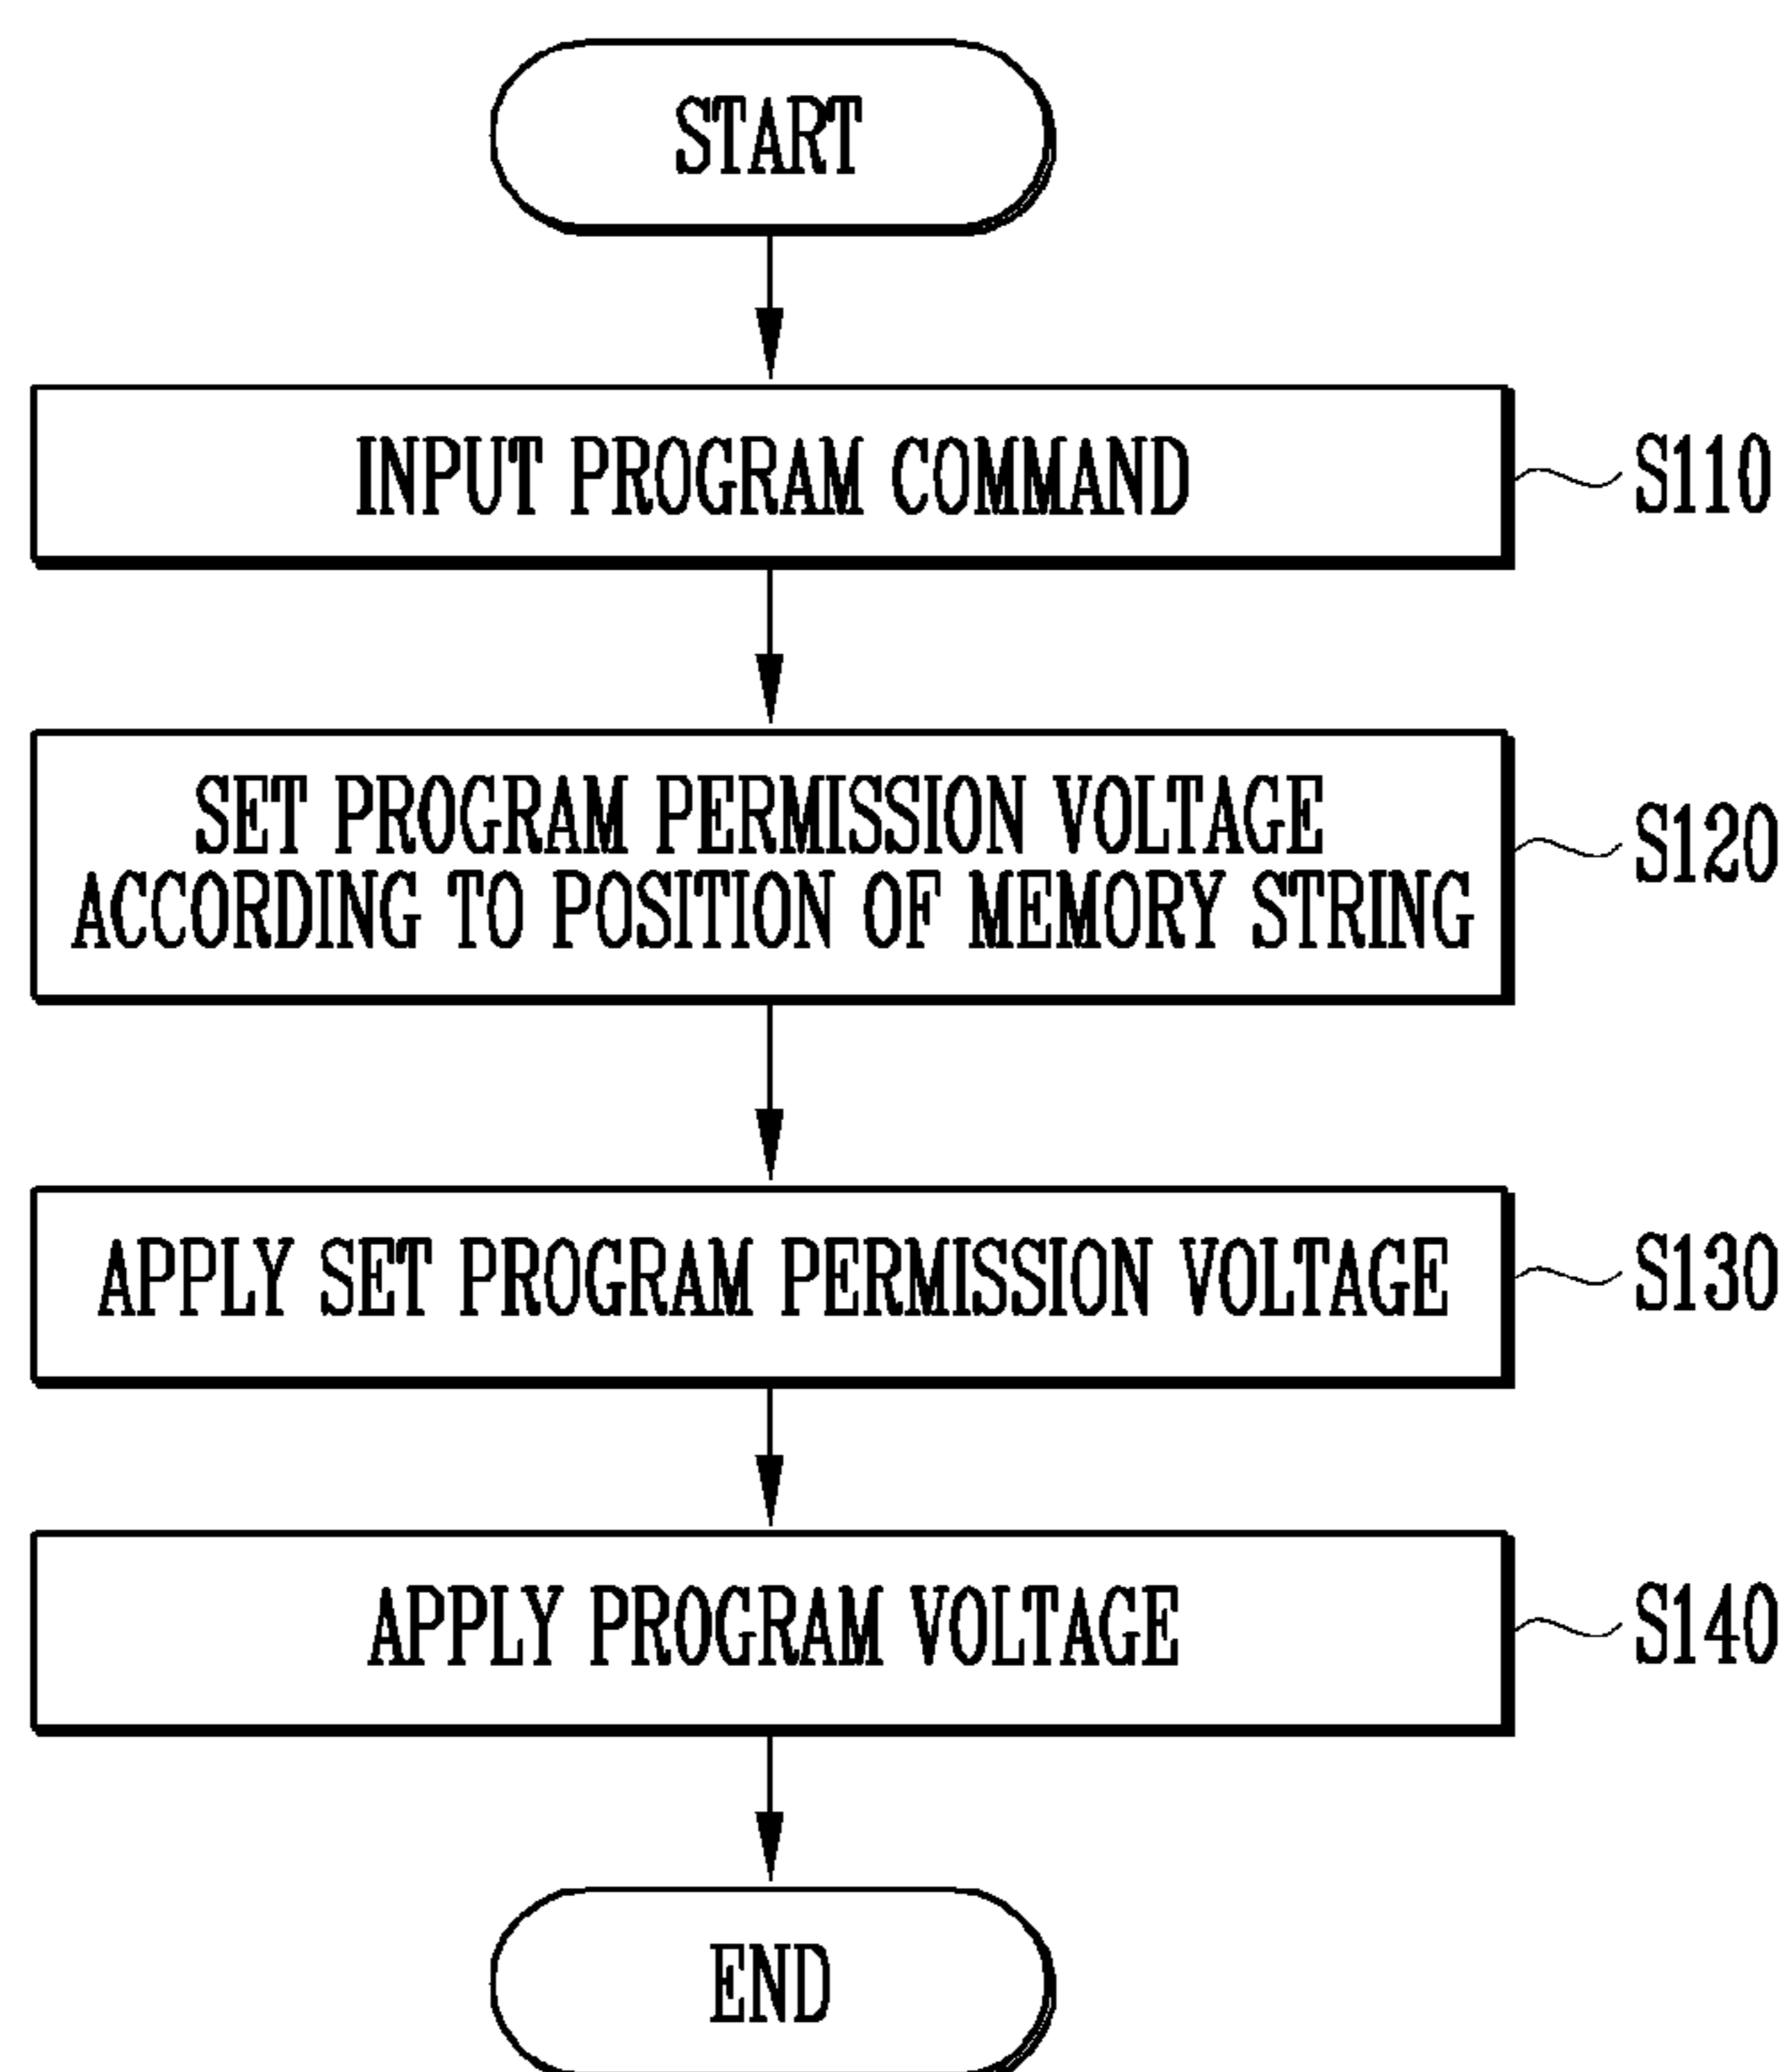 START
INPUT PROGRAM COMMAND
S110
SET PROGRAM PERMISSION VOLTAGE
ACCORDING TO POSITION OF MEMORY STRING
S120
APPLY SET PROGRAM PERMISSION VOLTAGE
S130
APPLY PROGRAM VOLTAGE
S140
END